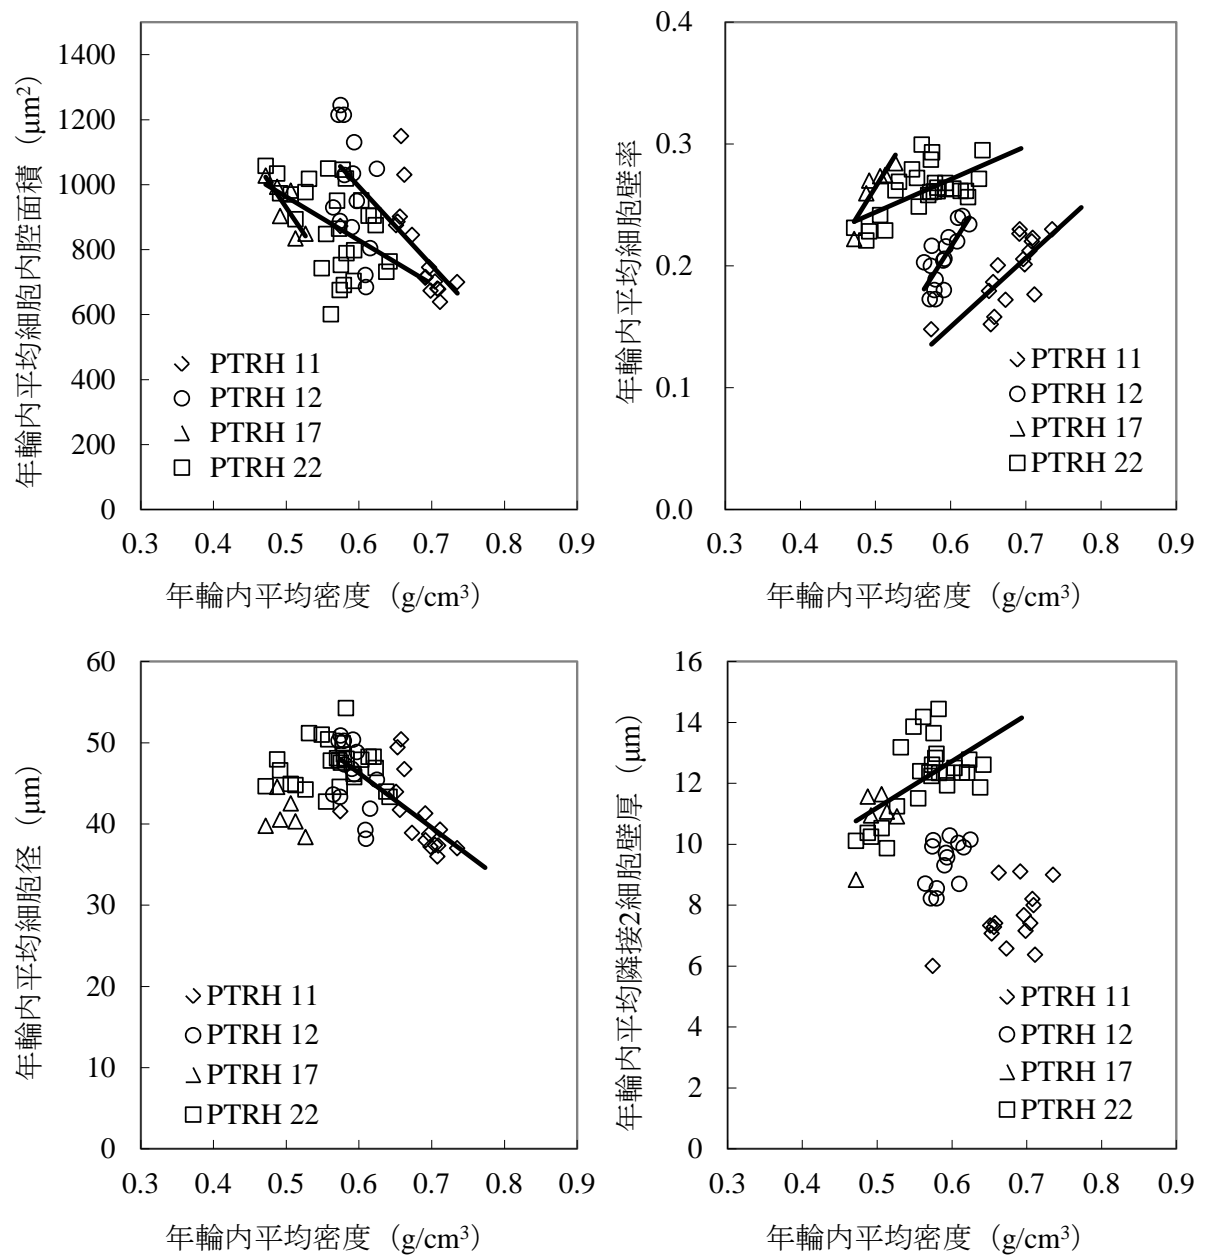 年輪内平均細胞内腔面積（μm²）
1400
1200
1000
800
600
400
200
0
PTRH 11
PTRH 12
PTRH 17
PTRH 22
0.3 0.4 0.5 0.6 0.7 0.8 0.9
年輪内平均密度（g/cm³）
年輪内平均細胞壁率
0.4
0.3
0.2
0.1
0.0
PTRH 11
PTRH 12
PTRH 17
PTRH 22
0.3 0.4 0.5 0.6 0.7 0.8 0.9
年輪内平均密度（g/cm³）
年輪内平均細胞径（μm）
60
50
40
30
20
10
0
PTRH 11
PTRH 12
PTRH 17
PTRH 22
0.3 0.4 0.5 0.6 0.7 0.8 0.9
年輪内平均密度（g/cm³）
年輪内平均隣接2細胞壁厚（μm）
16
14
12
10
8
6
4
2
0
PTRH 11
PTRH 12
PTRH 17
PTRH 22
0.3 0.4 0.5 0.6 0.7 0.8 0.9
年輪内平均密度（g/cm³）